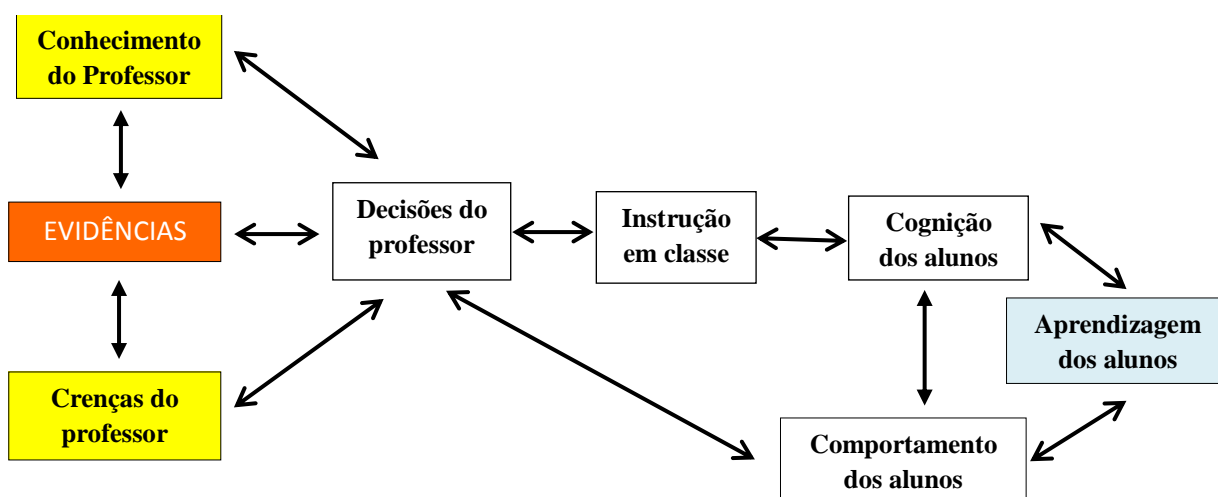 Conhecimento
do Professor
EVIDÊNCIAS
Crenças do
professor
Decisões do
professor
Instrução
em classe
Cognição
dos alunos
Aprendizagem
dos alunos
Comportamento
dos alunos